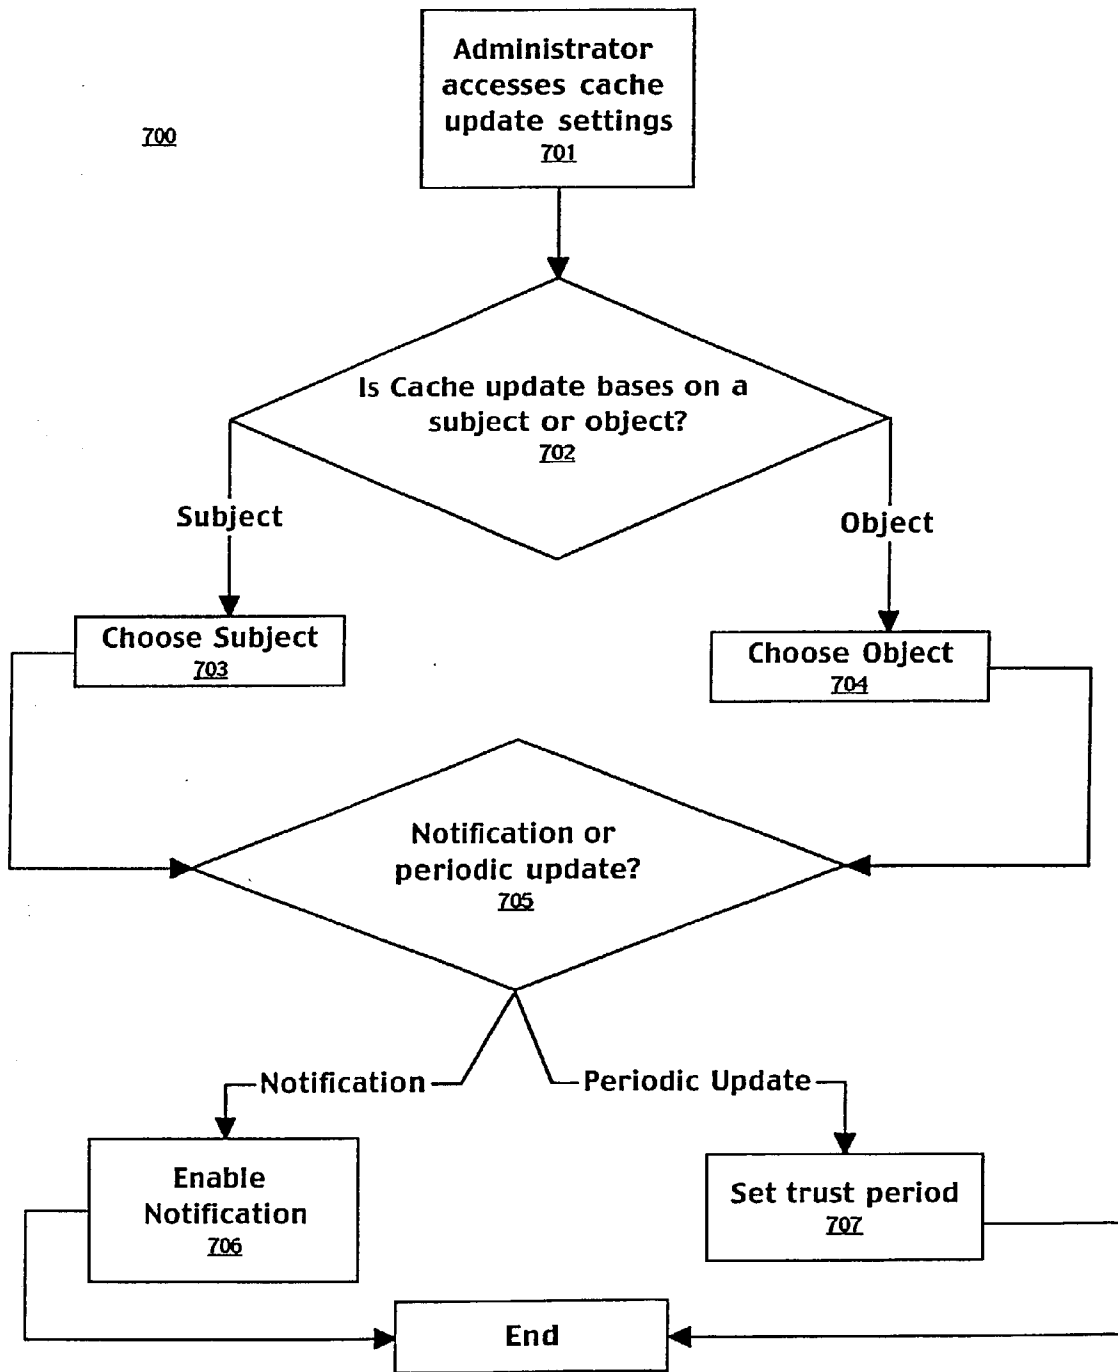 Administrator
accesses cache
update settings
701
700
Is Cache update bases on a
subject or object?
702
Subject
Object
Choose Subject
703
Choose Object
704
Notification or
periodic update?
705
Notification
Periodic Update
Enable
Notification
706
Set trust period
707
End